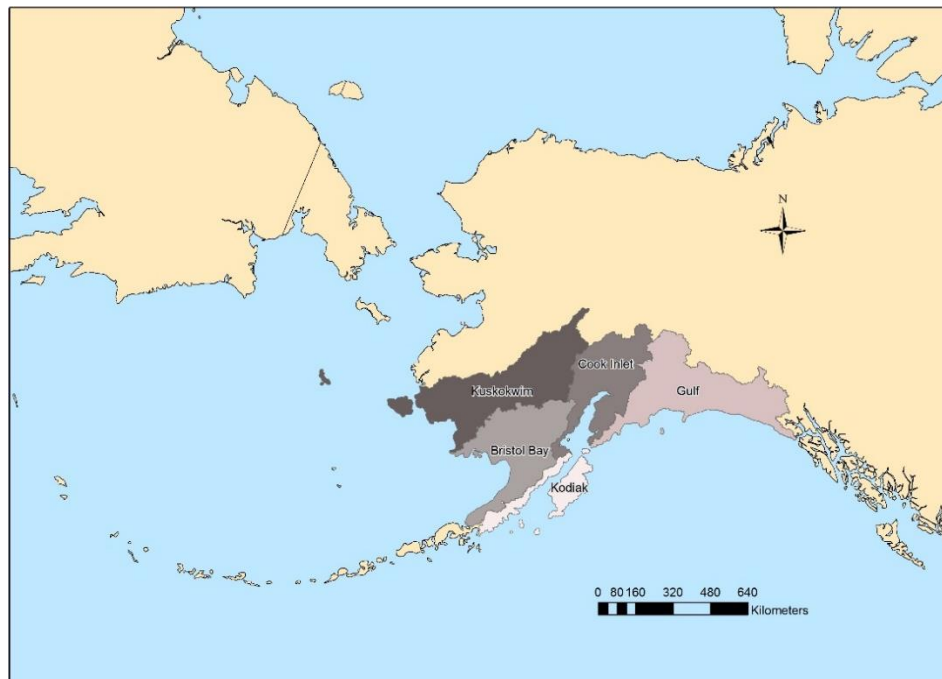 N
Cook Inlet
Kuskokwim
Gulf
Bristol Bay
Kodiak
0 80 160 320 480 640
Kilometers